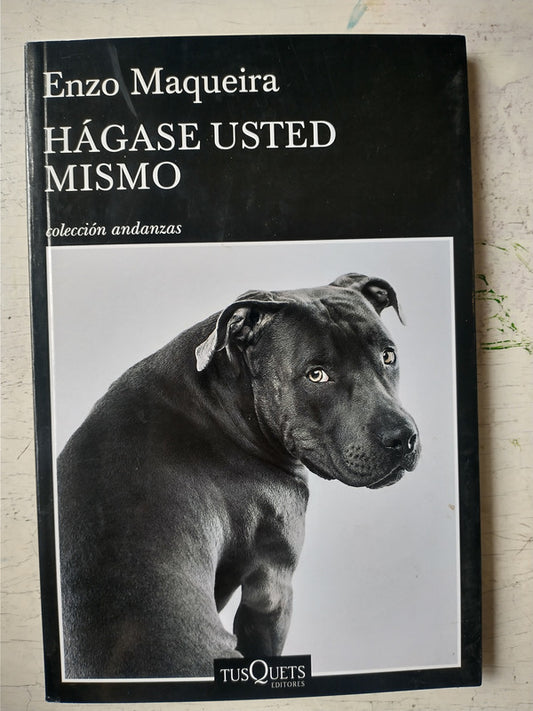 Enzo Maqueira
HÁGASE USTED
MISMO
colección andanzas
TUSQUETS
EDITORES